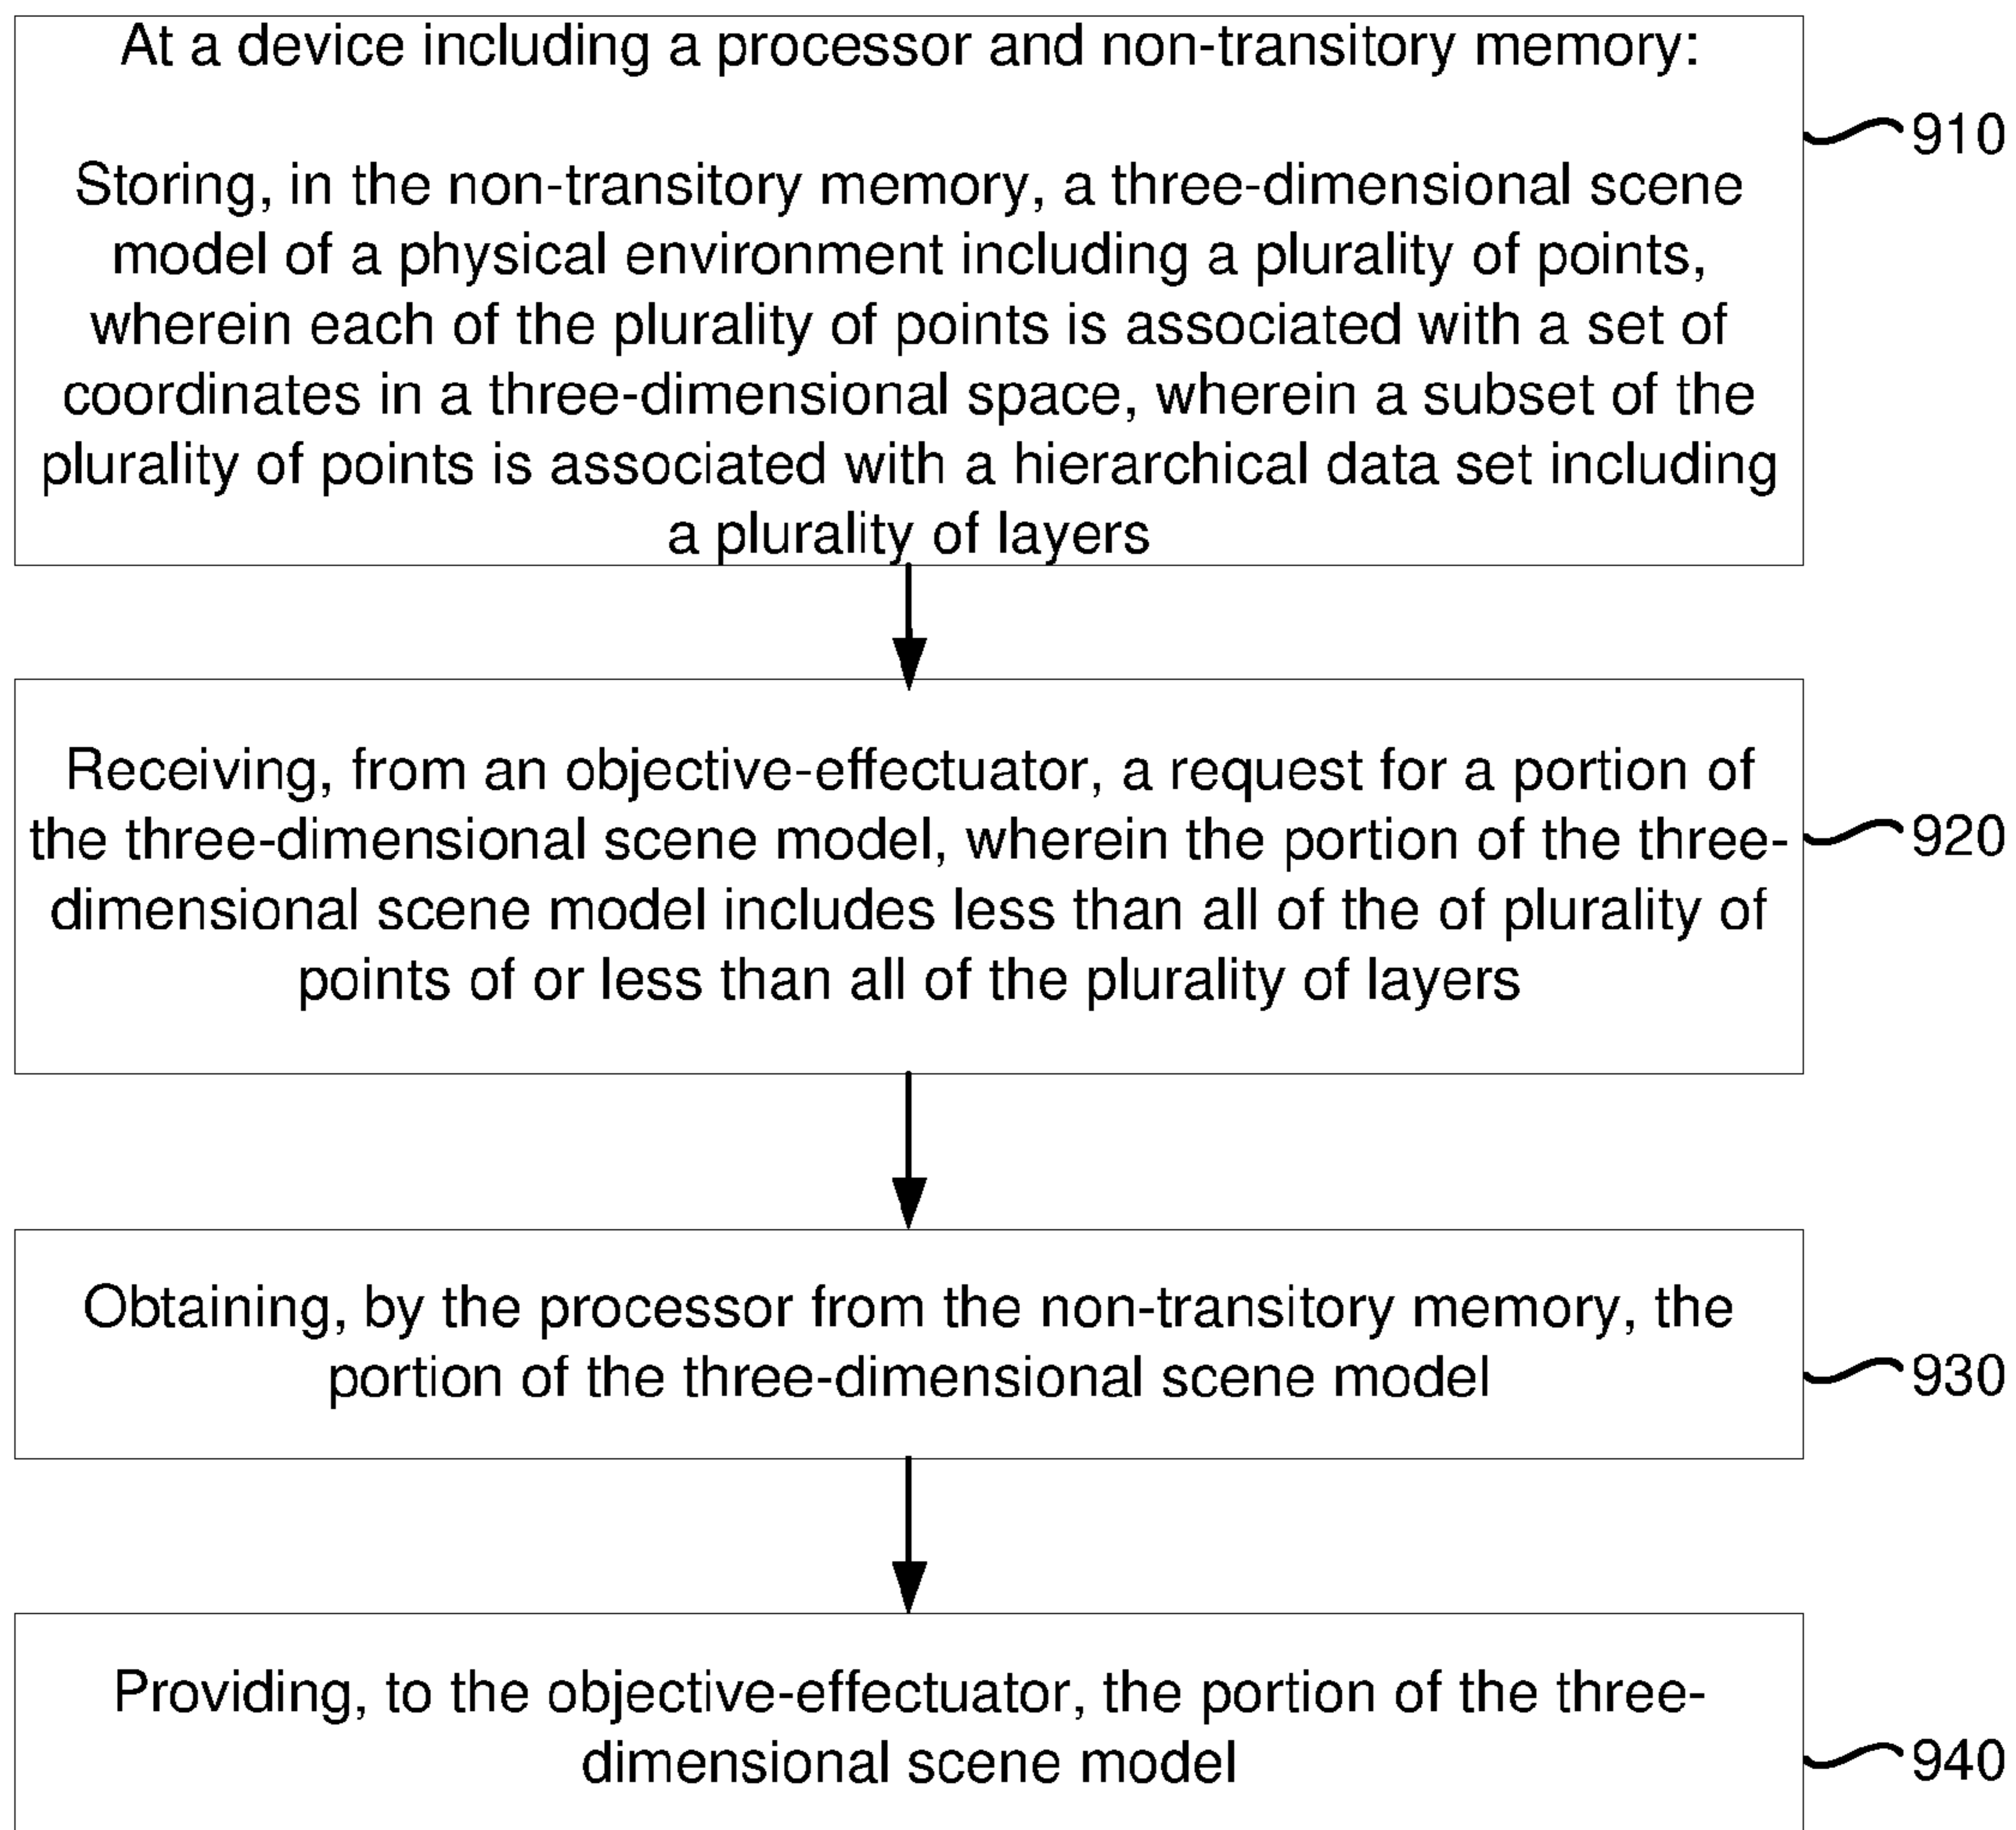 At a device including a processor and non-transitory memory:
Storing, in the non-transitory memory, a three-dimensional scene
model of a physical environment including a plurality of points,
wherein each of the plurality of points is associated with a set of
coordinates in a three-dimensional space, wherein a subset of the
plurality of points is associated with a hierarchical data set including
a plurality of layers
910
Receiving, from an objective-effectuator, a request for a portion of
the three-dimensional scene model, wherein the portion of the three-
dimensional scene model includes less than all of the of plurality of
points of or less than all of the plurality of layers
920
Obtaining, by the processor from the non-transitory memory, the
portion of the three-dimensional scene model
930
Providing, to the objective-effectuator, the portion of the three-
dimensional scene model
940